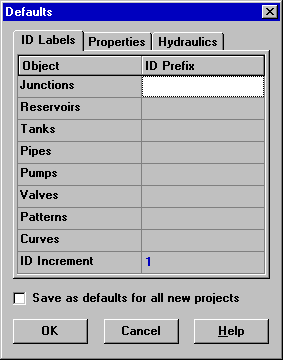 Defaults
ID Labels Properties Hydraulics
Object ID Prefix
Junctions
Reservoirs
Tanks
Pipes
Pumps
Valves
Patterns
Curves
ID Increment 1
Save as defaults for all new projects
OK Cancel Help